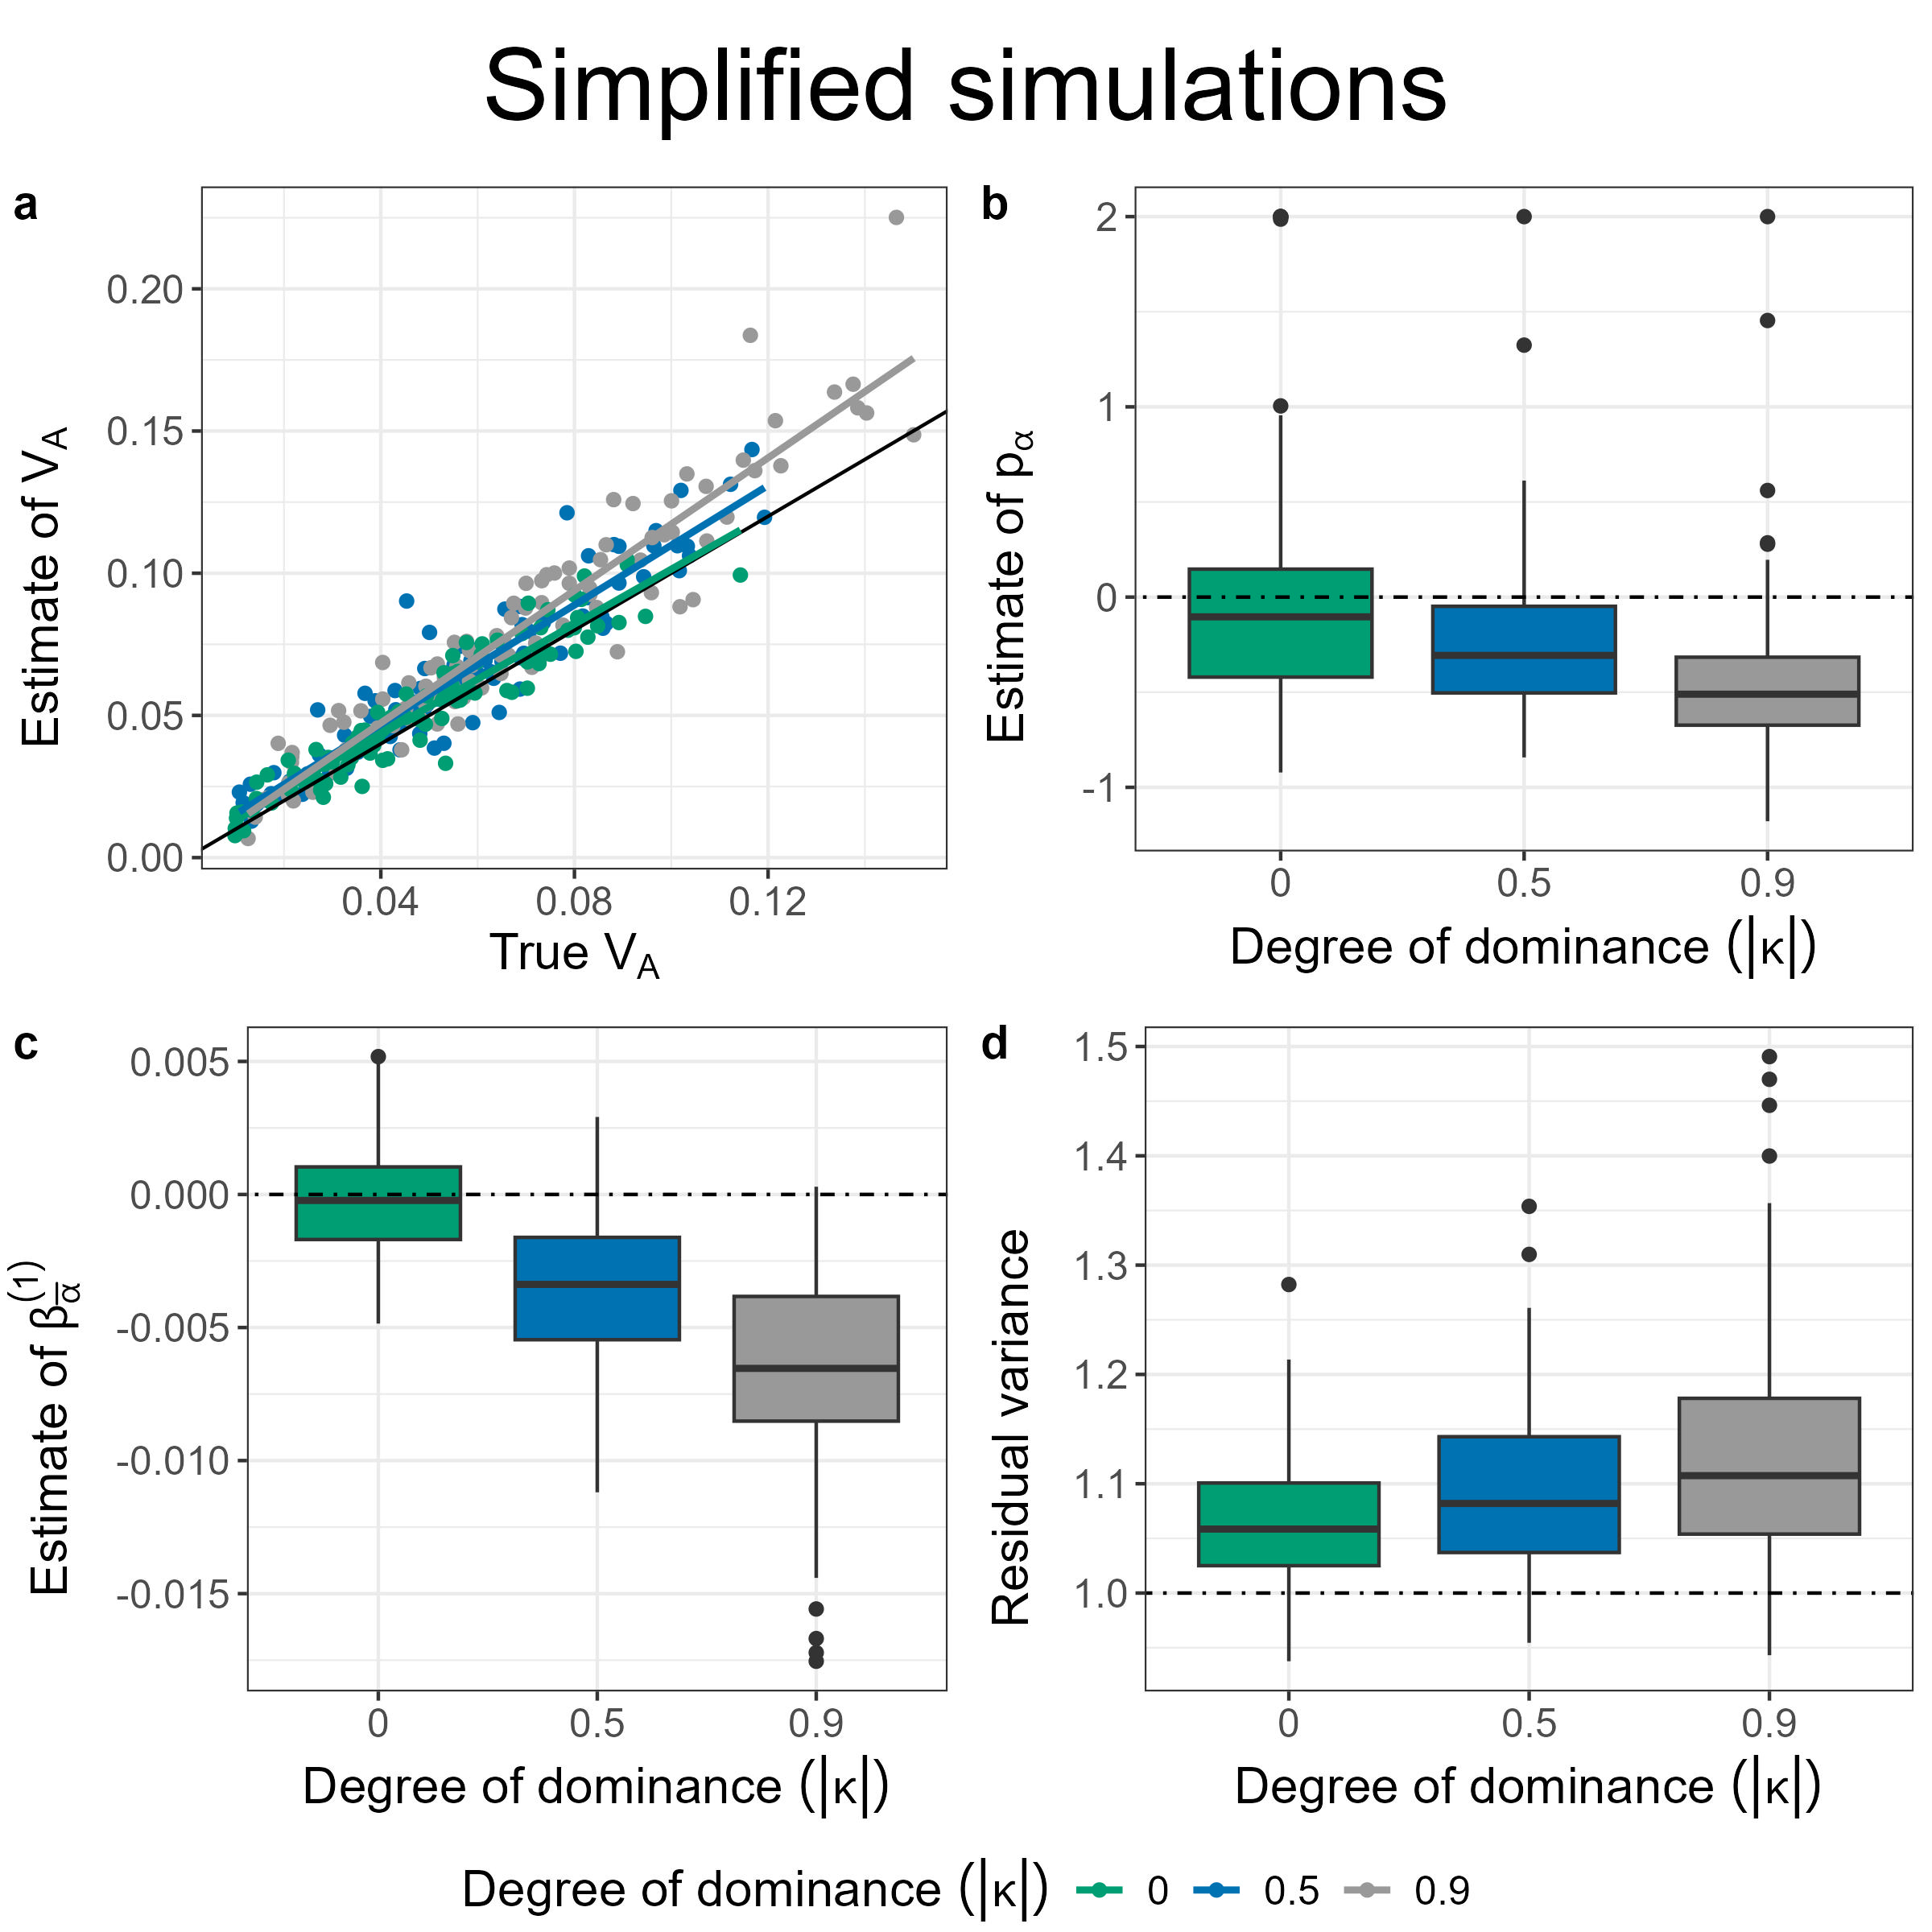 Simplified simulations
a
Estimate of V_A
0.20
0.15
0.10
0.05
0.00
0.04 0.08 0.12
True V_A
b
Estimate of p_α
2
1
0
-1
0 0.5 0.9
Degree of dominance (|κ|)
c
Estimate of β_α̅^(1)
0.005
0.000
-0.005
-0.010
-0.015
0 0.5 0.9
Degree of dominance (|κ|)
d
Residual variance
1.5
1.4
1.3
1.2
1.1
1.0
0 0.5 0.9
Degree of dominance (|κ|)
Degree of dominance (|κ|) 0 0.5 0.9